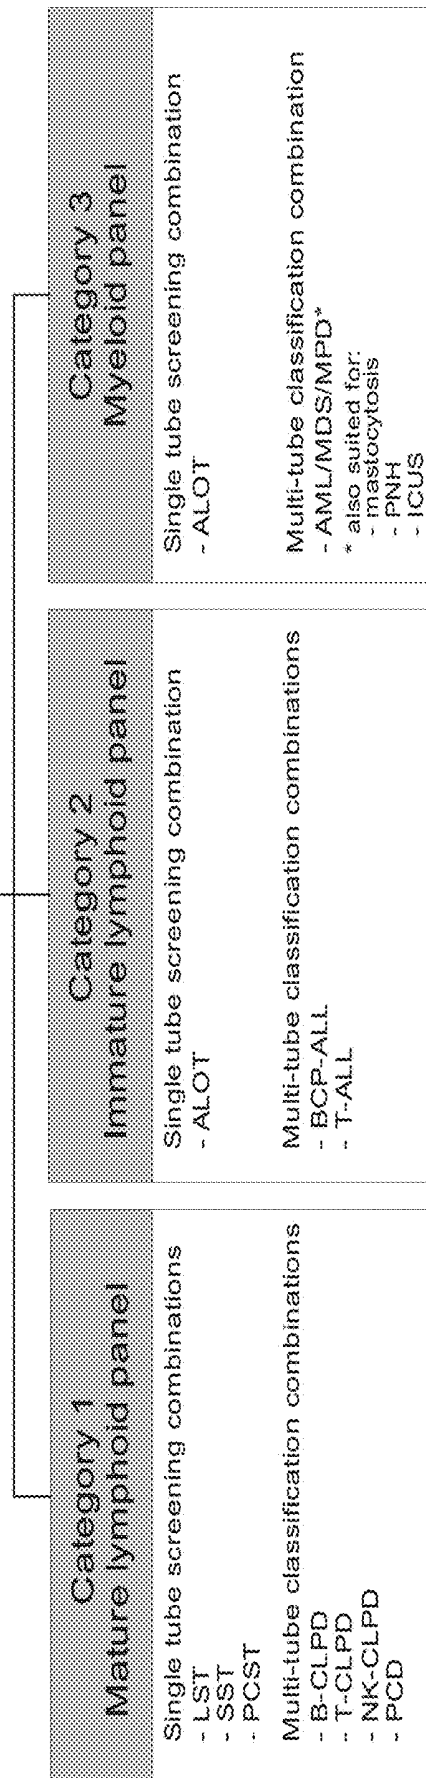 Category 1
Mature lymphoid panel
Single tube screening combinations
- LST
- SST
- PCST
Multi-tube classification combinations
- B-CLPD
- T-CLPD
- NK-CLPD
- PCD
Category 2
Immature lymphoid panel
Single tube screening combination
- ALOT
Multi-tube classification combinations
- BCP-ALL
- T-ALL
Category 3
Myeloid panel
Single tube screening combination
- ALOT
Multi-tube classification combination
- AML/MDS/MPD*
* also suited for:
- mastocytosis
- PNH
- ICUS